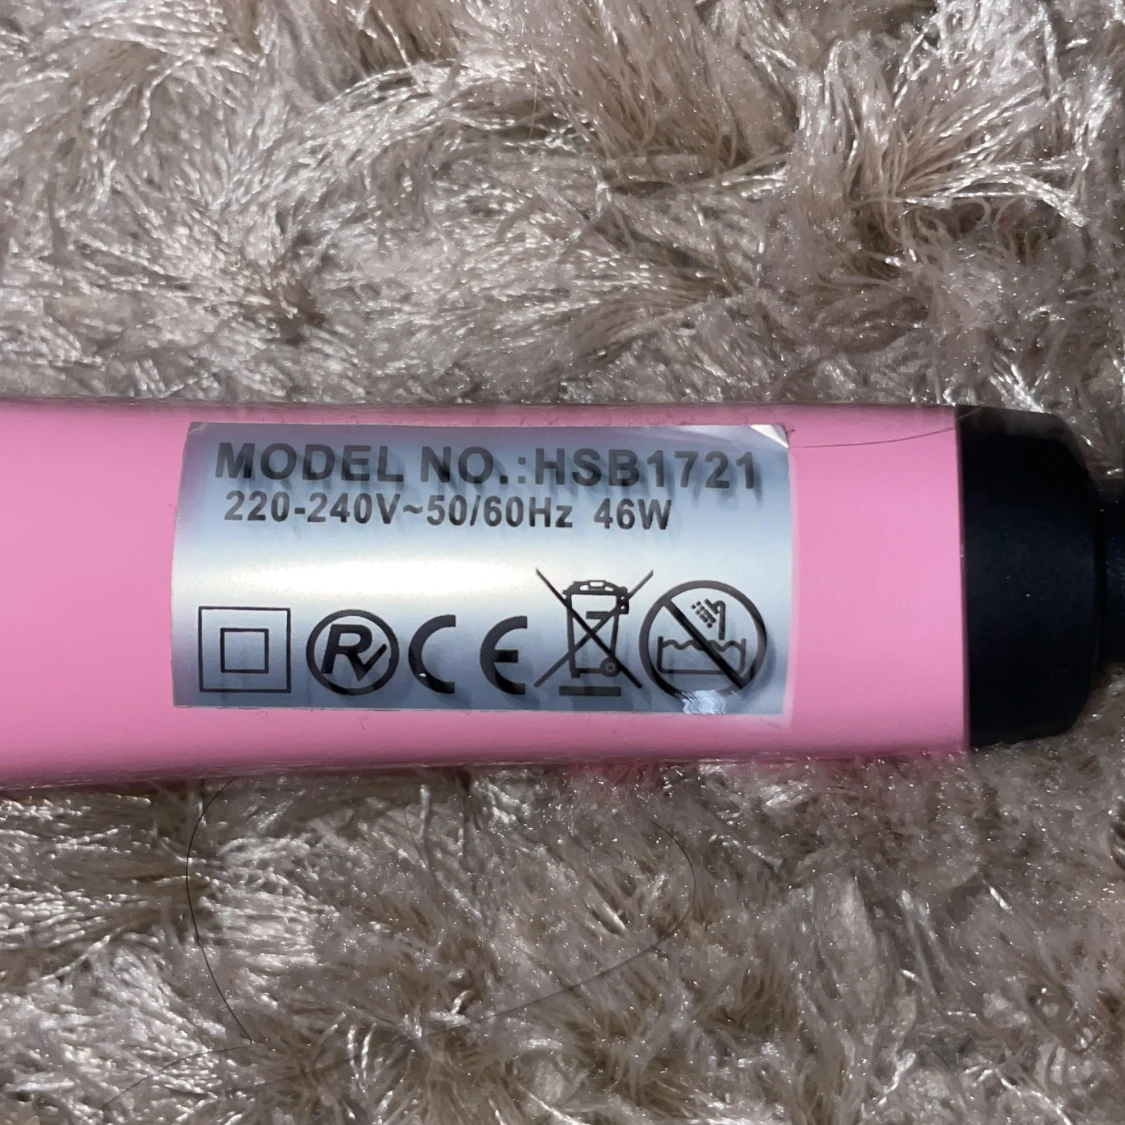 MODEL NO.:HSB1721
220-240V~50/60Hz 46W
R CE